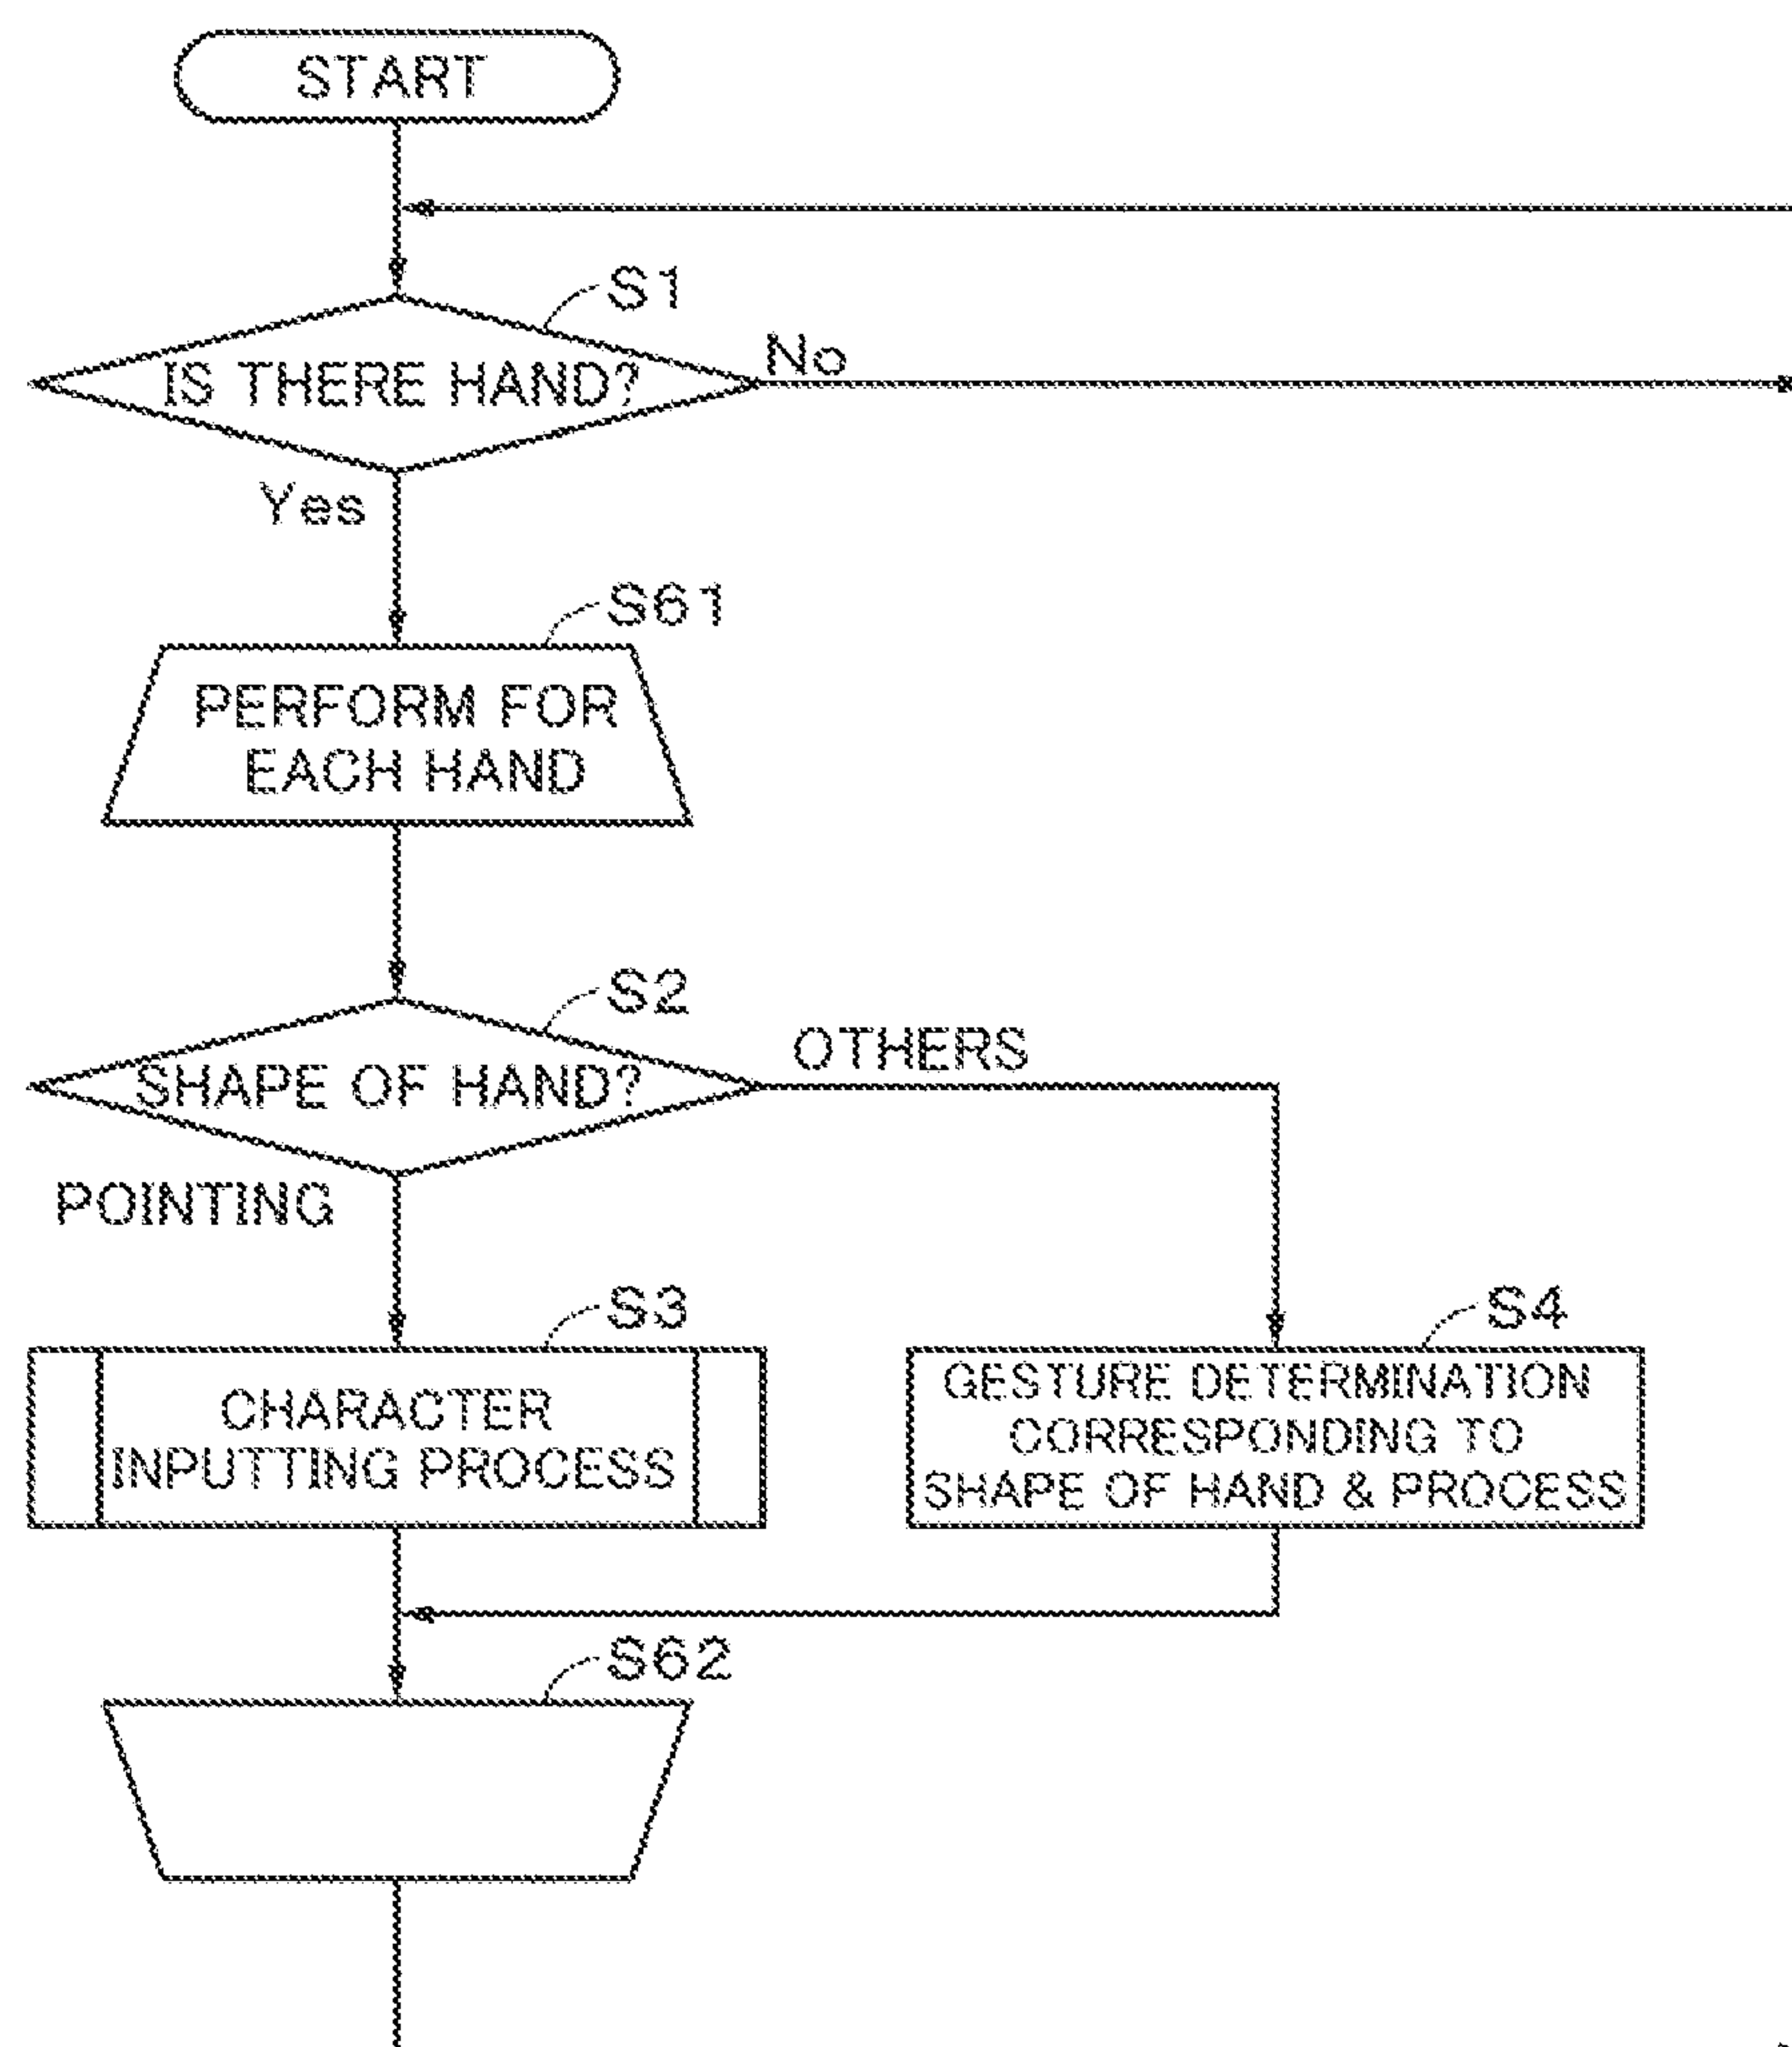 START
S1
IS THERE HAND?
No
Yes
S61
PERFORM FOR
EACH HAND
S2
SHAPE OF HAND?
OTHERS
POINTING
S3
CHARACTER
INPUTTING PROCESS
S4
GESTURE DETERMINATION
CORRESPONDING TO
SHAPE OF HAND & PROCESS
S62